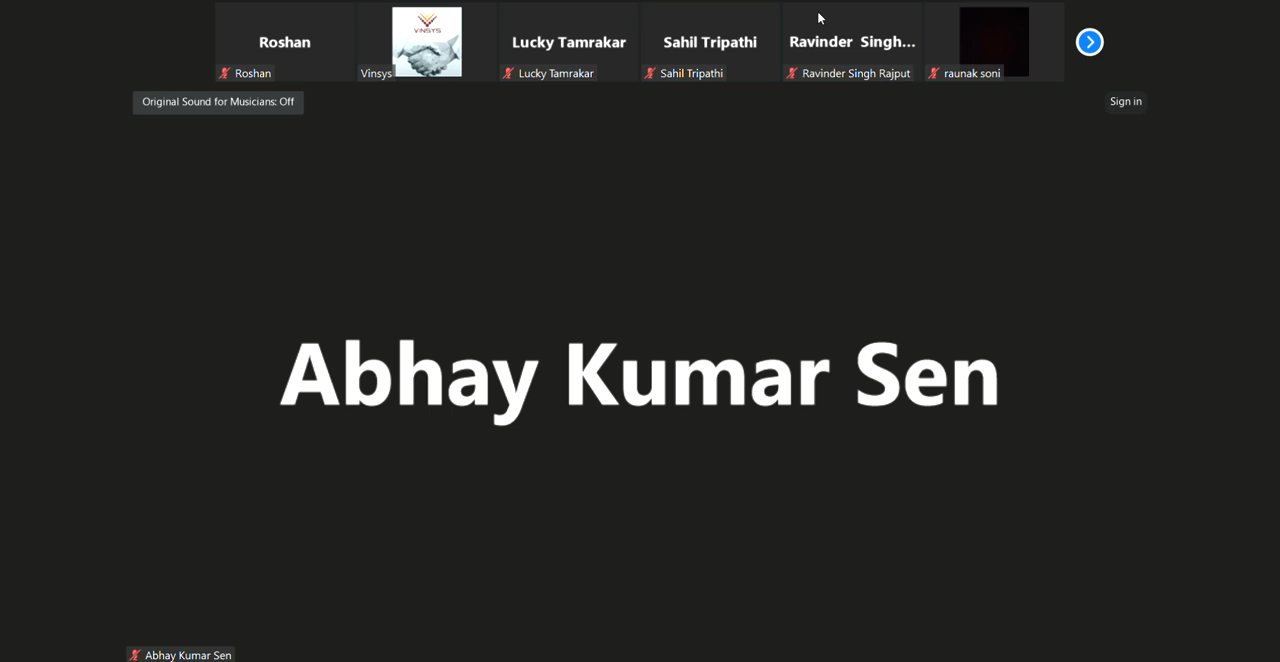 Roshan
VINSYS
Lucky Tamrakar
Sahil Tripathi
Ravinder Singh...
Roshan
Vinsys
Lucky Tamrakar
Sahil Tripathi
Ravinder Singh Rajput
raunak soni
Original Sound for Musicians: Off
Sign in
Abhay Kumar Sen
Abhay Kumar Sen